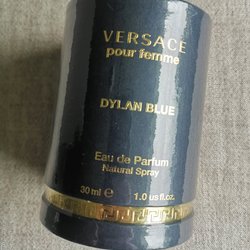 VERSACE
pour femme
DYLAN BLUE
Eau de Parfum
Natural Spray
30 ml e 1.0 us fl.oz.